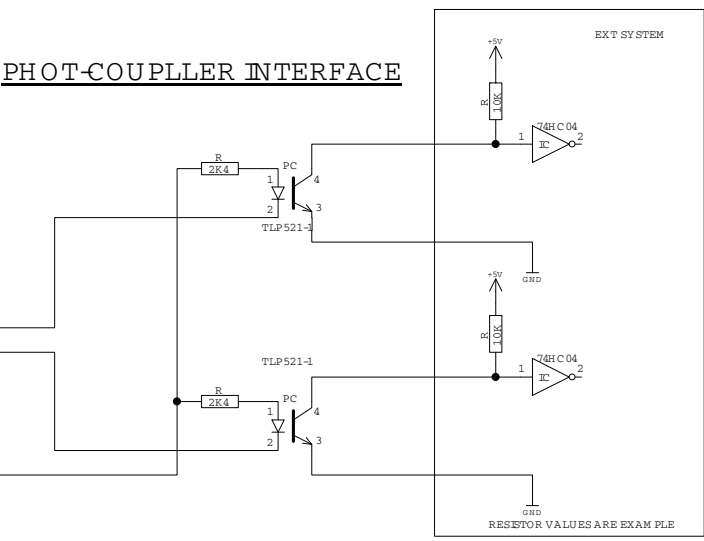 EXT SYSTEM
+5V
PHOT-COUPLLER INTERFACE
R
10K
74HC04
1
2
IC
R
2K4
PC
1
4
2
3
TLP521-1
+5V
GND
R
10K
74HC04
TLP521-1
1
2
IC
R
2K4
PC
1
4
2
3
GND
RESISTOR VALUES ARE EXAMPLE